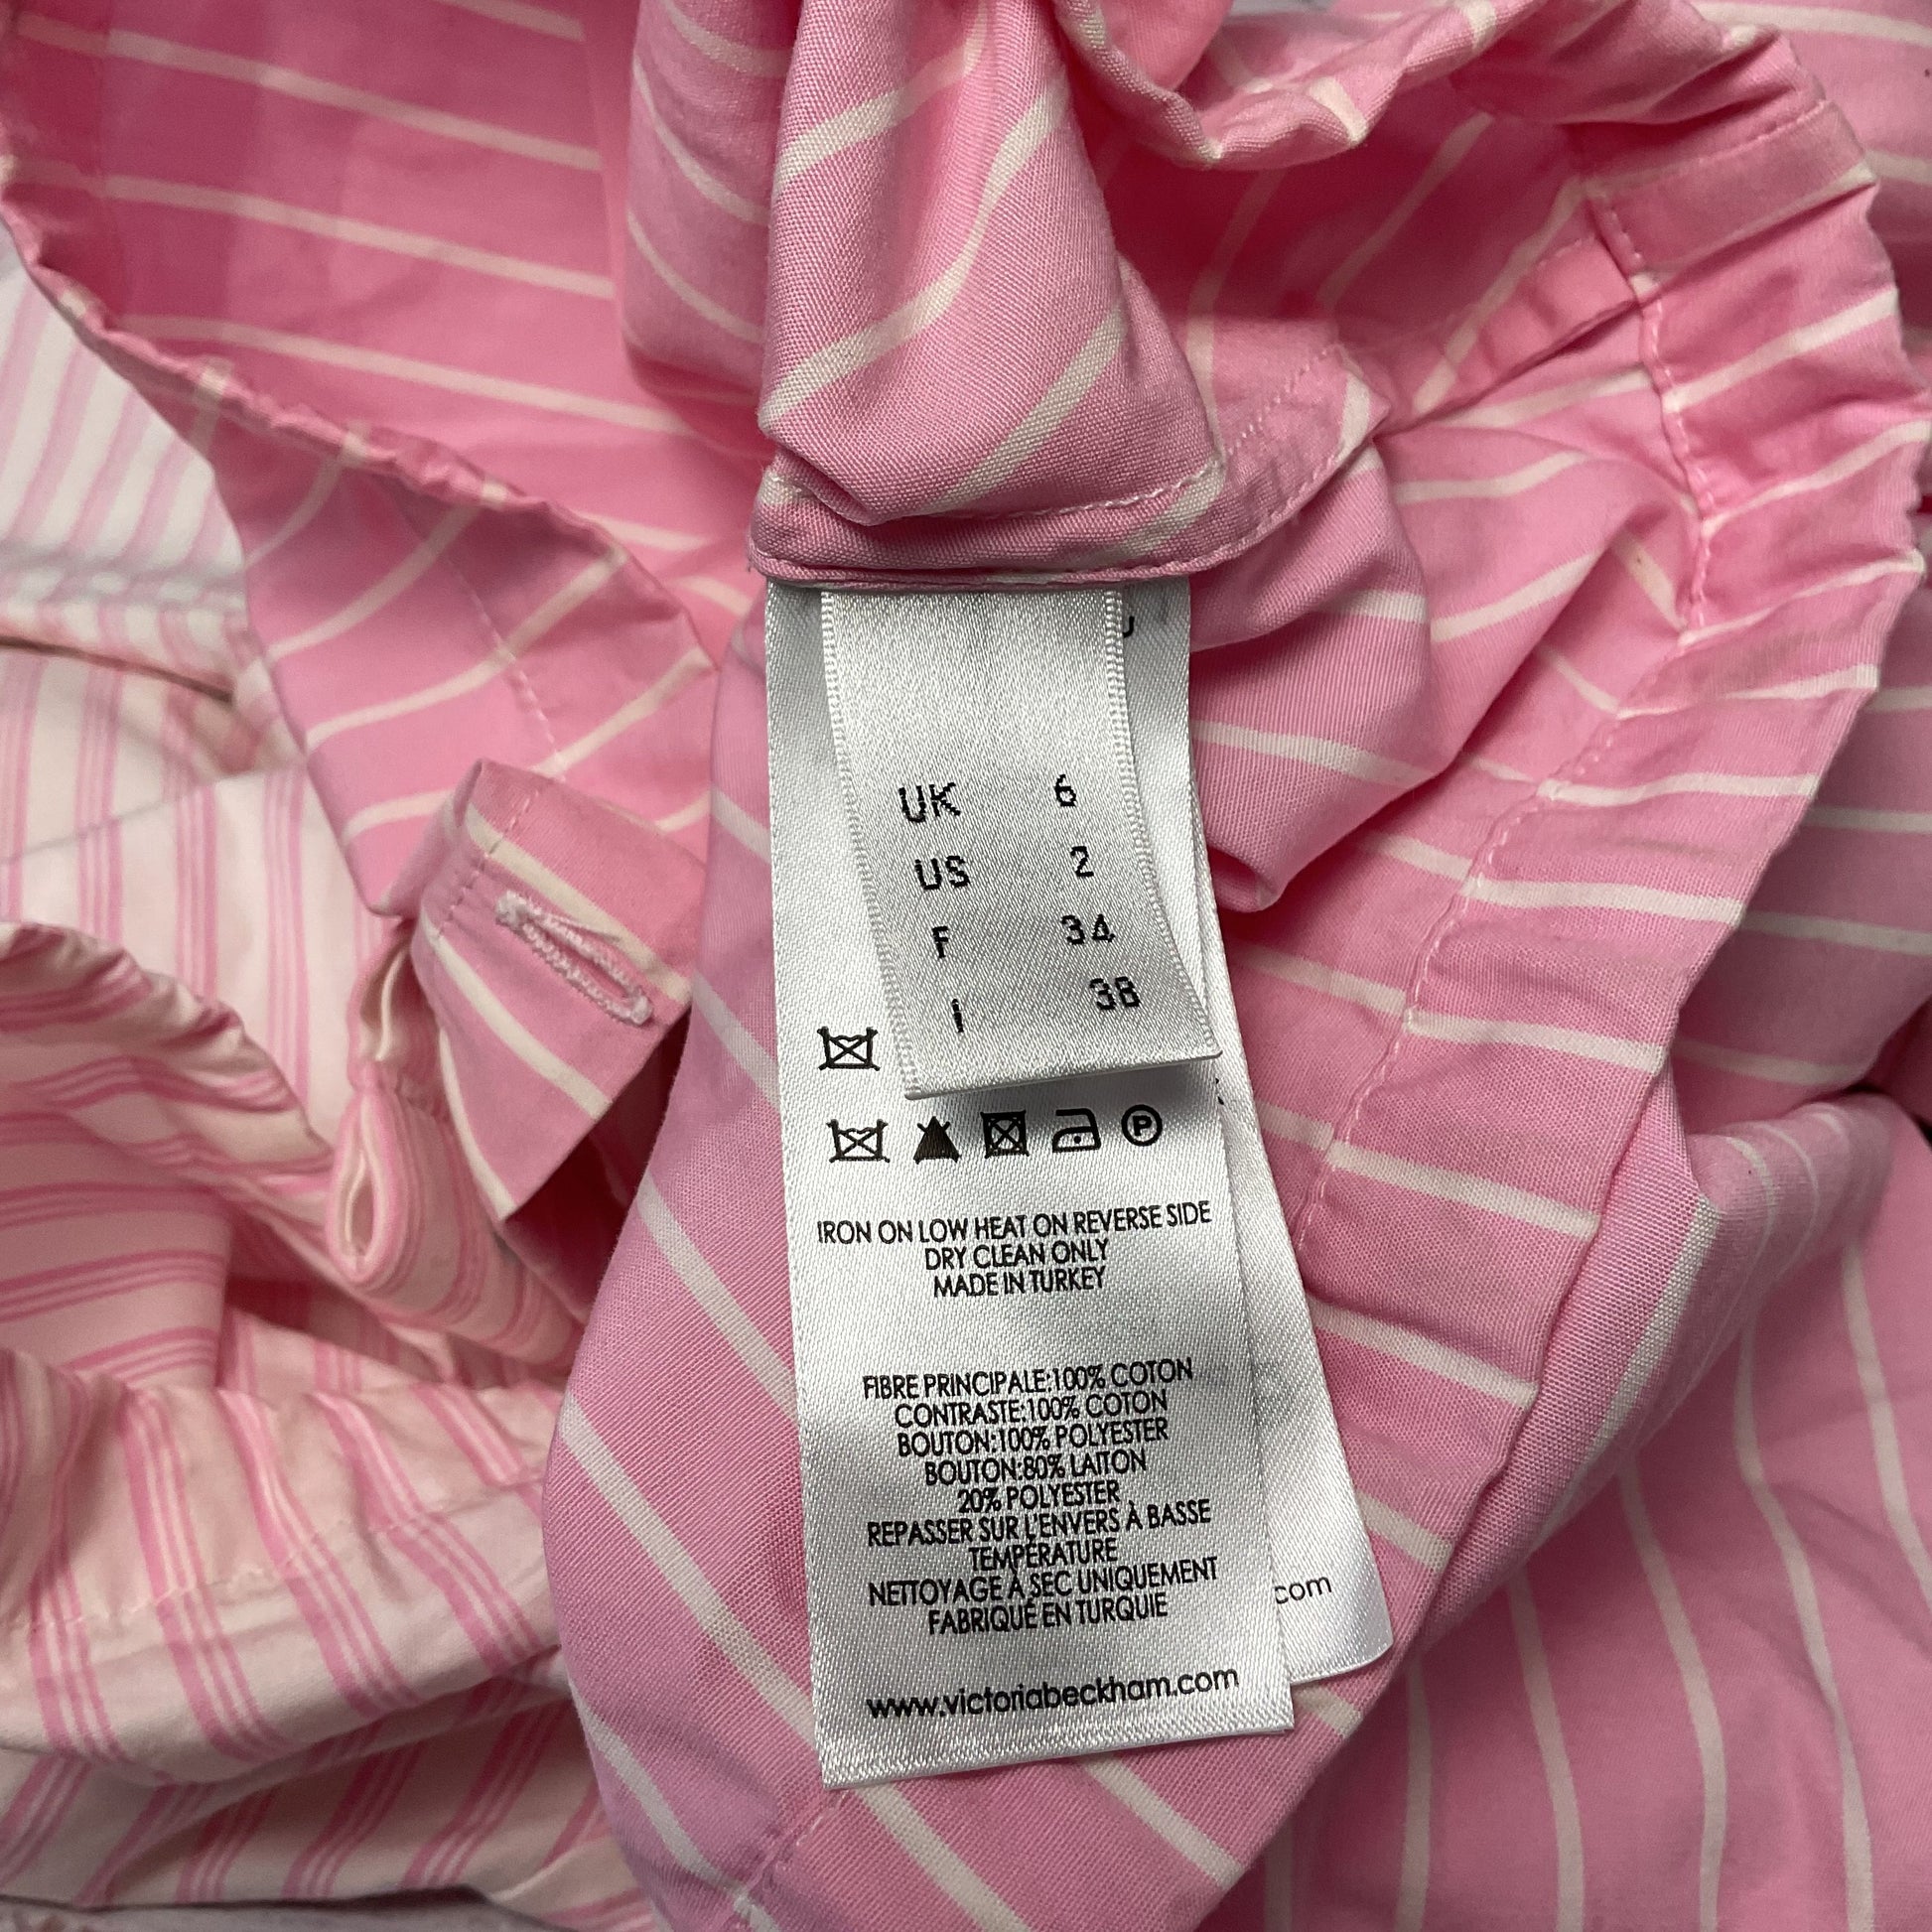 UK 6
US 2
F 34
I 38
P
IRON ON LOW HEAT ON REVERSE SIDE
DRY CLEAN ONLY
MADE IN TURKEY
FIBRE PRINCIPALE:100% COTON
CONTRASTE:100% COTON
BOUTON:100% POLYESTER
BOUTON:80% LAITON
20% POLYESTER
REPASSER SUR L'ENVERS À BASSE
TEMPÉRATURE
NETTOYAGE À SEC UNIQUEMENT
FABRIQUÉ EN TURQUIE
www.victoriabeckham.com
com